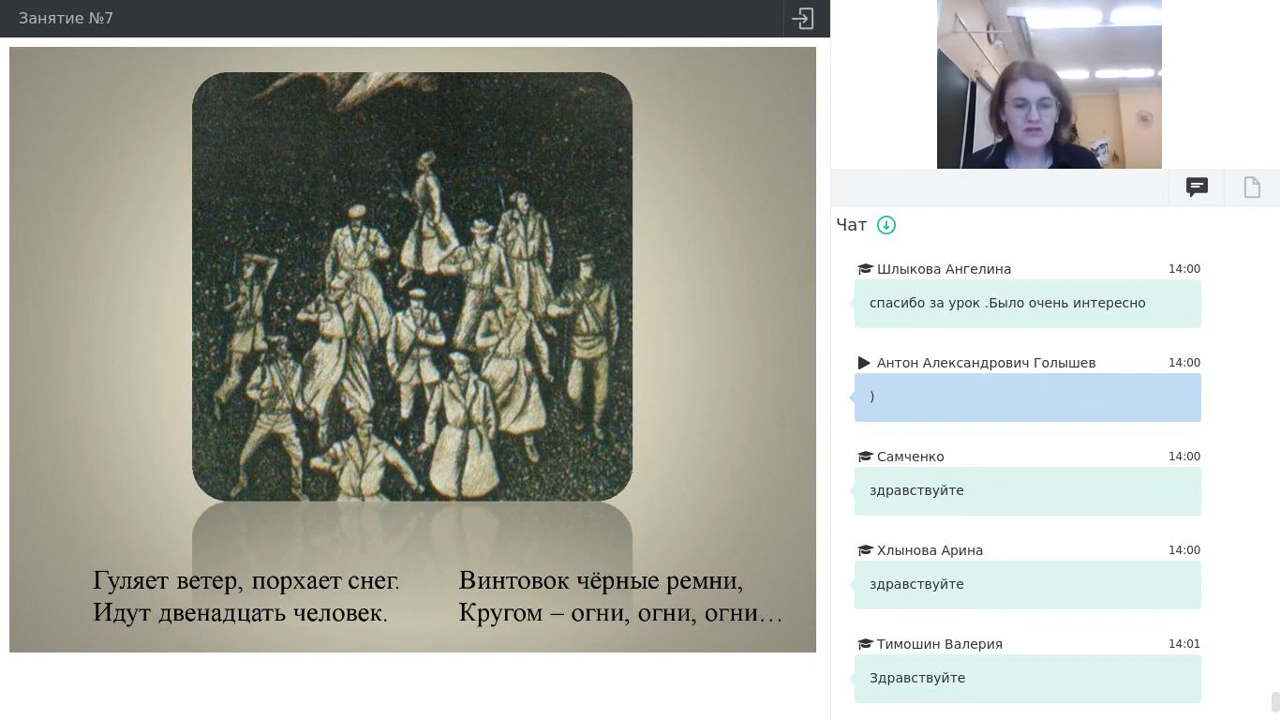 Занятие №7
Гуляет ветер, порхает снег.
Идут двенадцать человек.
Винтовок чёрные ремни,
Кругом – огни, огни, огни…
Чат
Шлыкова Ангелина 14:00
спасибо за урок .Было очень интересно
Антон Александрович Голышев 14:00
)
Самченко 14:00
здравствуйте
Хлынова Арина 14:00
здравствуйте
Тимошин Валерия 14:01
Здравствуйте